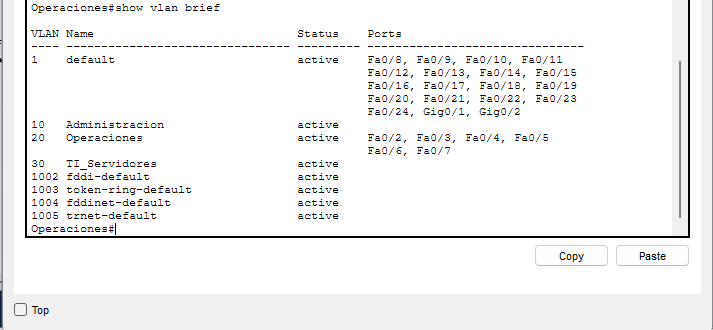 Operaciones#show vlan brief
VLAN Name                             Status    Ports
---- -------------------------------- --------- -------------------------------
1    default                          active    Fa0/8, Fa0/9, Fa0/10, Fa0/11
                                                Fa0/12, Fa0/13, Fa0/14, Fa0/15
                                                Fa0/16, Fa0/17, Fa0/18, Fa0/19
                                                Fa0/20, Fa0/21, Fa0/22, Fa0/23
                                                Fa0/24, Gig0/1, Gig0/2
10   Administracion                   active
20   Operaciones                      active    Fa0/2, Fa0/3, Fa0/4, Fa0/5
                                                Fa0/6, Fa0/7
30   TI_Servidores                    active
1002 fddi-default                     active
1003 token-ring-default               active
1004 fddinet-default                  active
1005 trnet-default                    active
Operaciones#
Copy Paste
Top